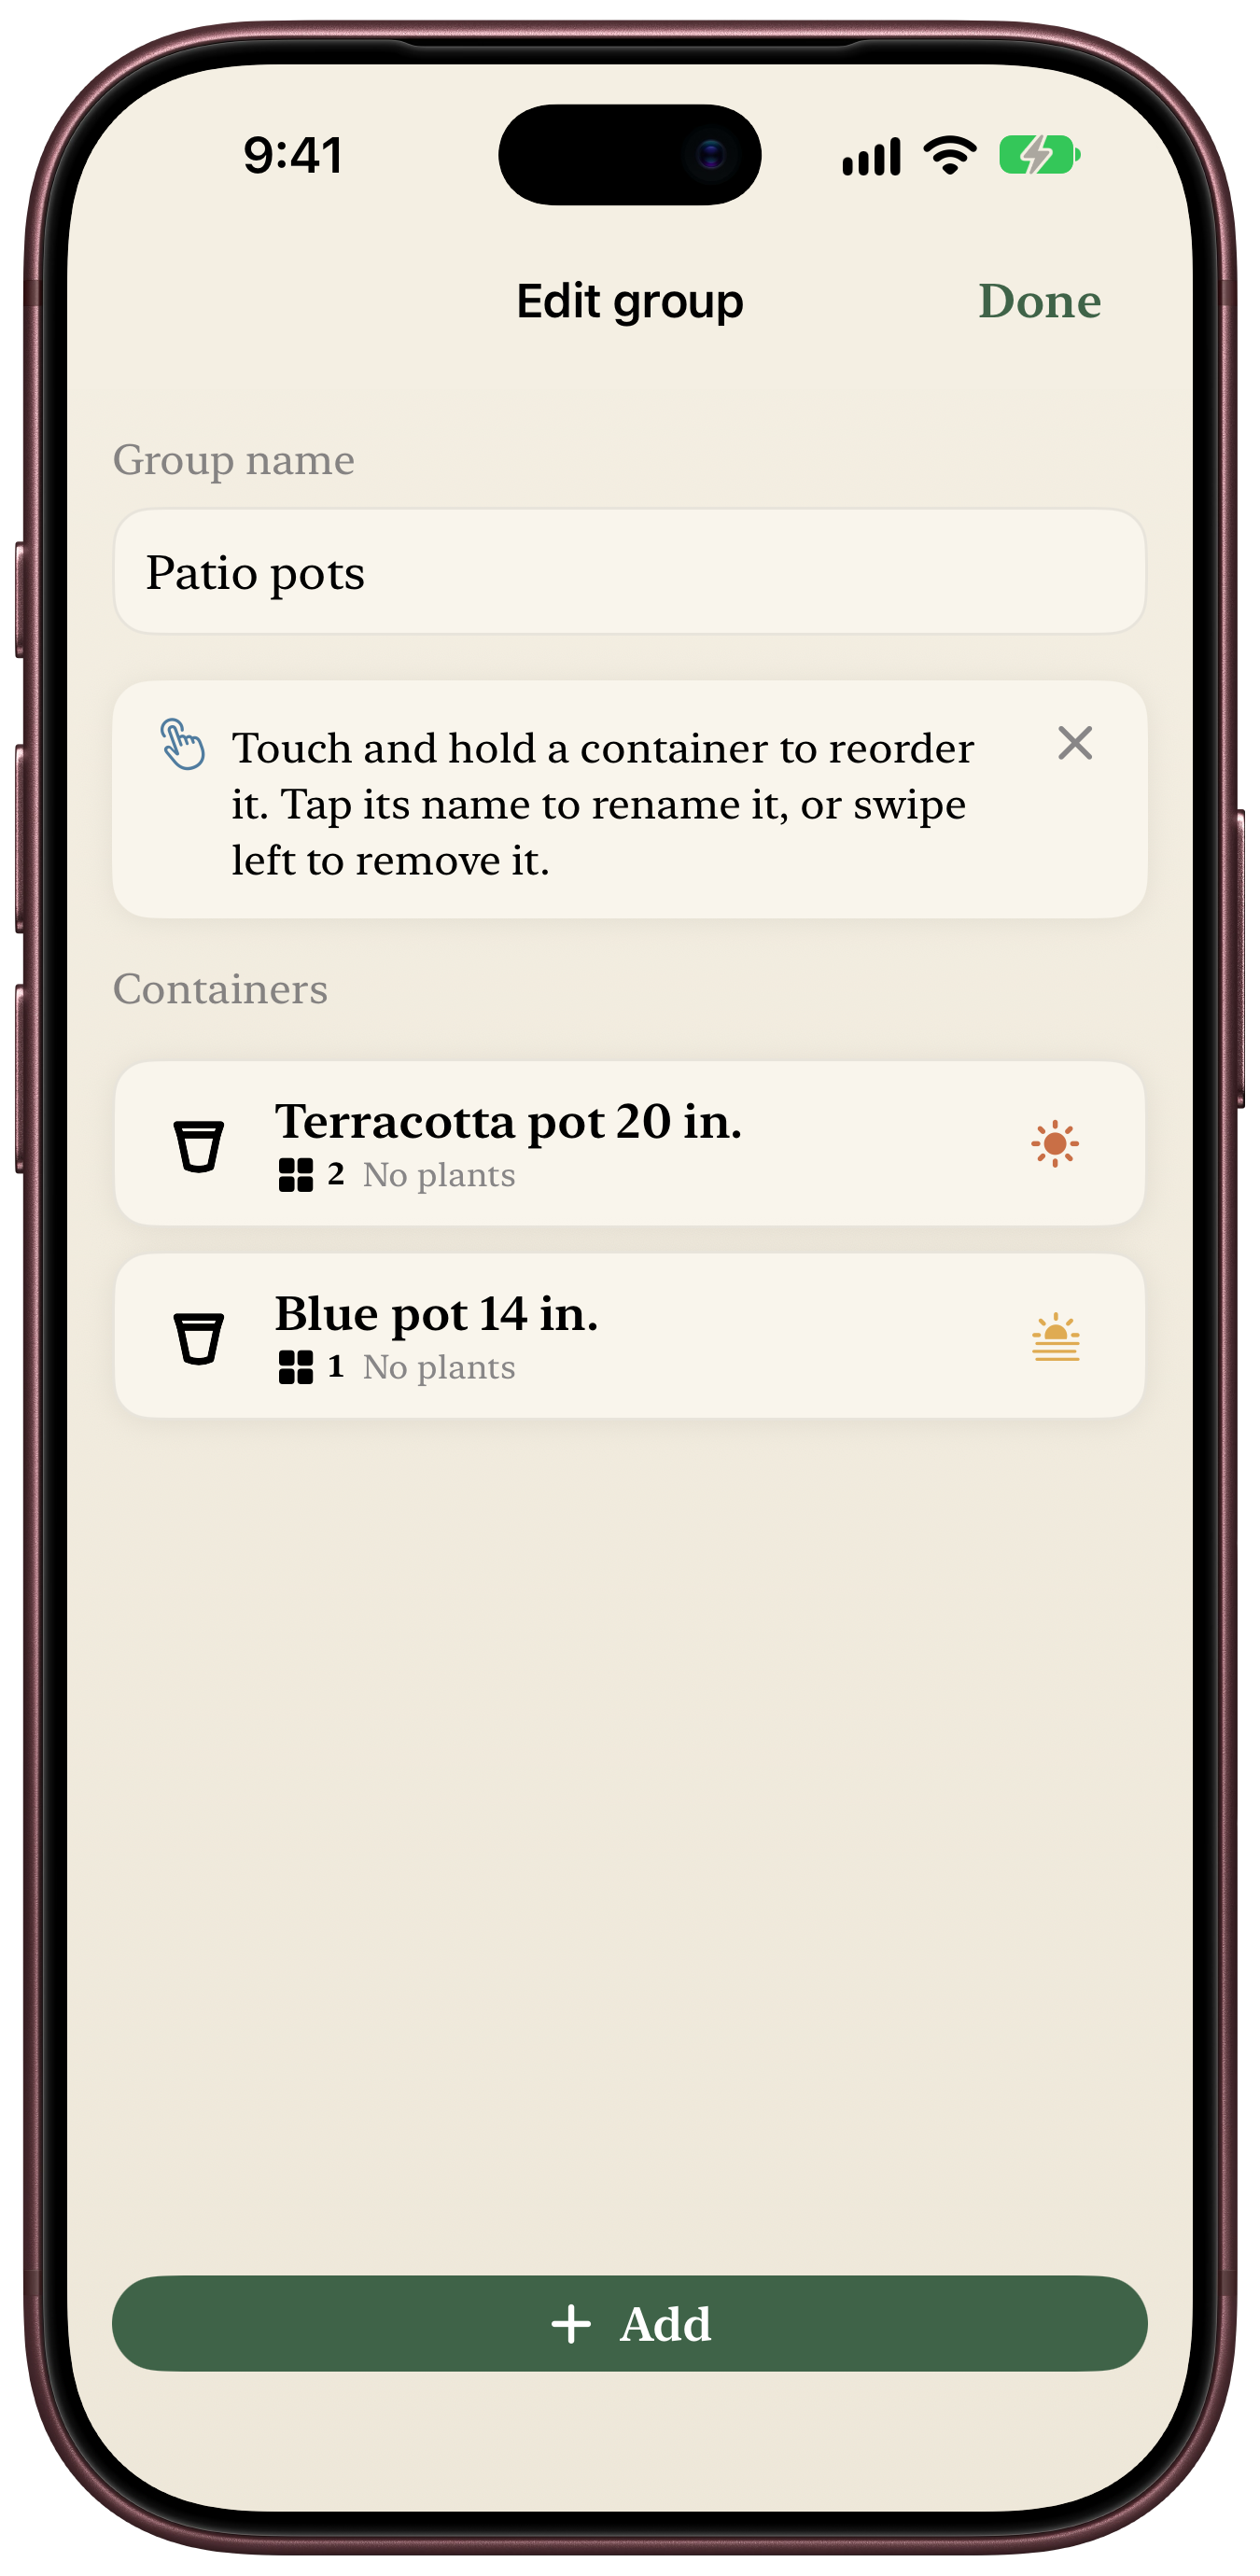 9:41
Edit group
Done
Group name
Patio pots
Touch and hold a container to reorder
it. Tap its name to rename it, or swipe
left to remove it.
Containers
Terracotta pot 20 in.
2 No plants
Blue pot 14 in.
1 No plants
+ Add